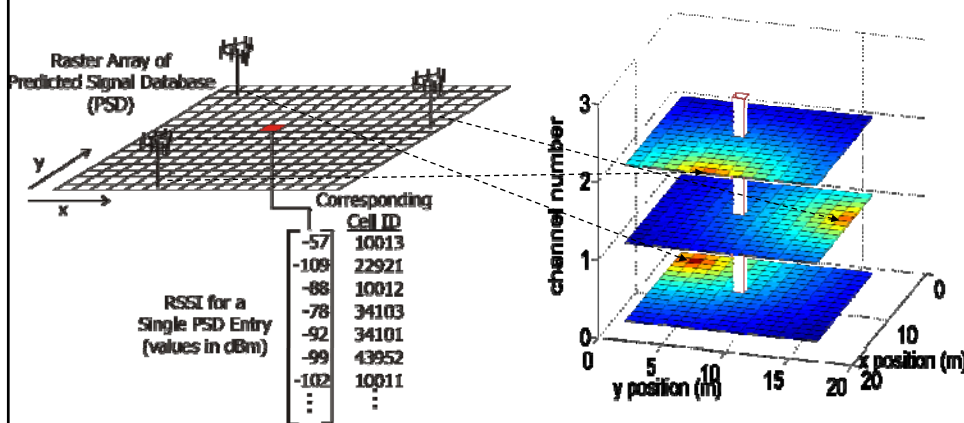 Raster Array of
Predicted Signal Database
(PSD)
y
x
Corresponding
Cell ID
-57 10013
-109 22921
-88 10012
-78 34103
-92 34101
-99 43952
-102 10011
RSSI for a
Single PSD Entry
(values in dBm)
channel number
3
2
1
0
0
5
10
15
20
y position (m)
0
10
20
x position (m)